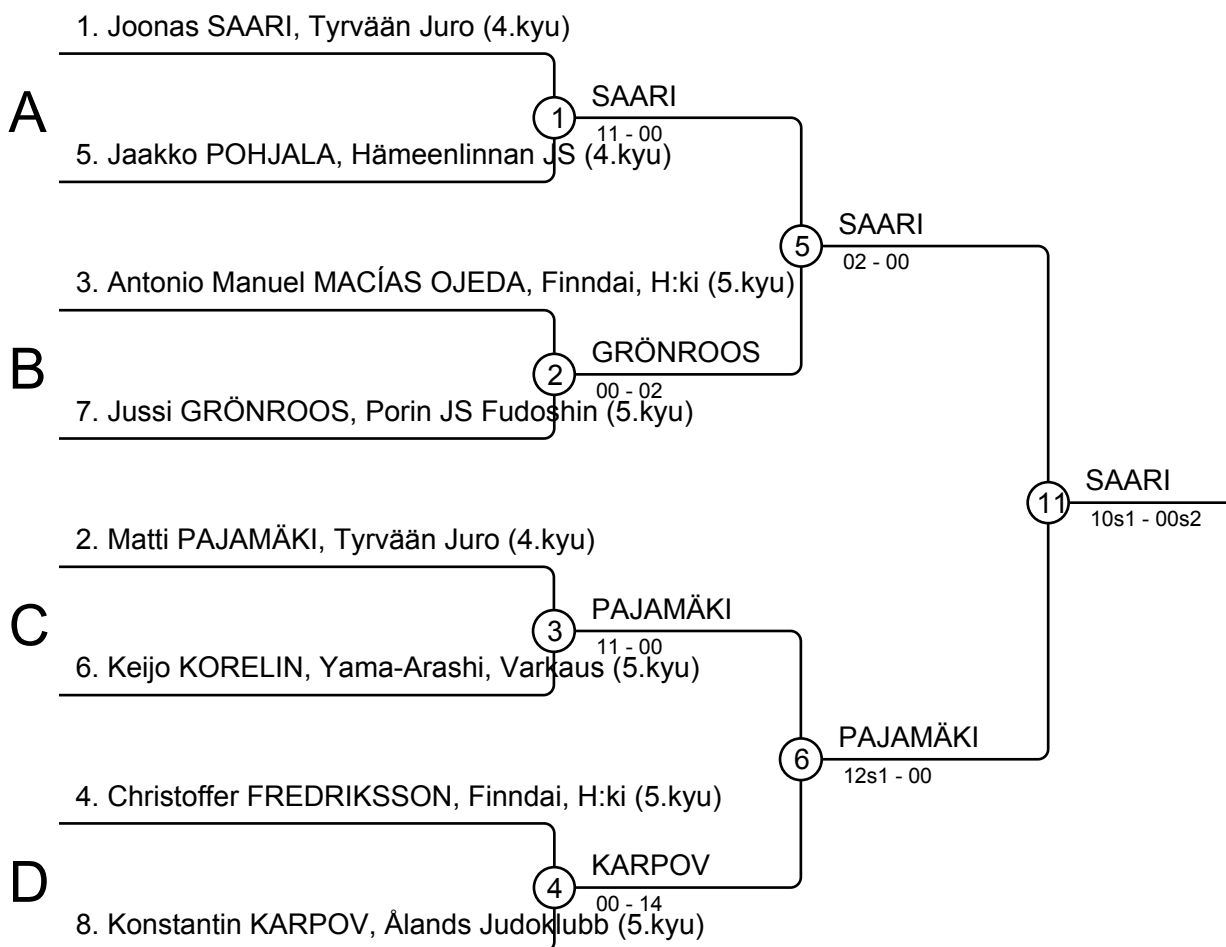 1. Joonas SAARI, Tyrvään Juro (4.kyu)
A
1
SAARI
11 - 00
5. Jaakko POHJALA, Hämeenlinnan JS (4.kyu)
5
SAARI
02 - 00
3. Antonio Manuel MACÍAS OJEDA, Finndai, H:ki (5.kyu)
B
2
GRÖNROOS
00 - 02
7. Jussi GRÖNROOS, Porin JS Fudoshin (5.kyu)
11
SAARI
10s1 - 00s2
2. Matti PAJAMÄKI, Tyrvään Juro (4.kyu)
C
3
PAJAMÄKI
11 - 00
6. Keijo KORELIN, Yama-Arashi, Varkaus (5.kyu)
6
PAJAMÄKI
12s1 - 00
4. Christoffer FREDRIKSSON, Finndai, H:ki (5.kyu)
D
4
KARPOV
00 - 14
8. Konstantin KARPOV, Ålands Judoklubb (5.kyu)